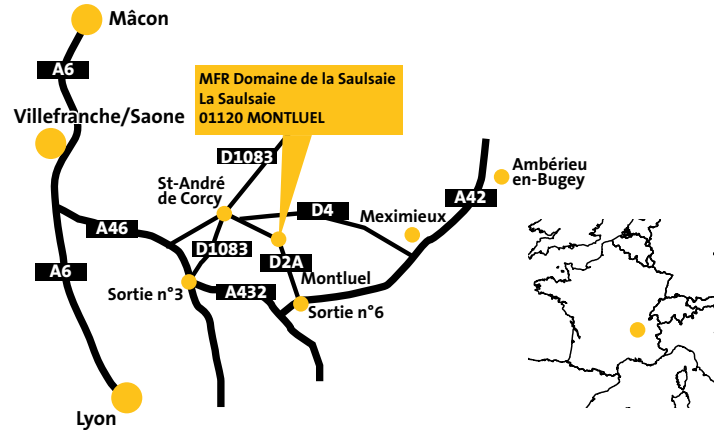 Mâcon
A6
MFR Domaine de la Saulsaie
La Saulsaie
01120 MONTLUEL
Villefranche/Saone
D1083
St-André
de Corcy
Ambérieu
en-Bugey
A42
D4
Meximieux
A46
D1083
D2A
A6
Montluel
Sortie n°3
A432
Sortie n°6
Lyon